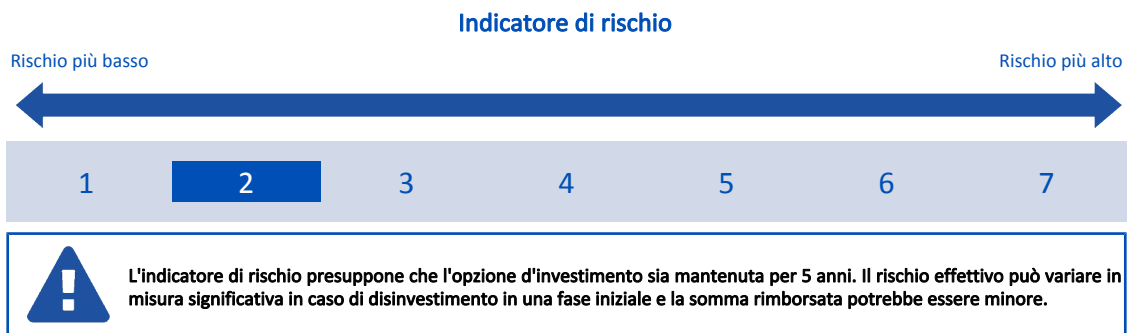 Indicatore di rischio
Rischio più basso Rischio più alto
1 2 3 4 5 6 7
L'indicatore di rischio presuppone che l'opzione d'investimento sia mantenuta per 5 anni. Il rischio effettivo può variare in
misura significativa in caso di disinvestimento in una fase iniziale e la somma rimborsata potrebbe essere minore.